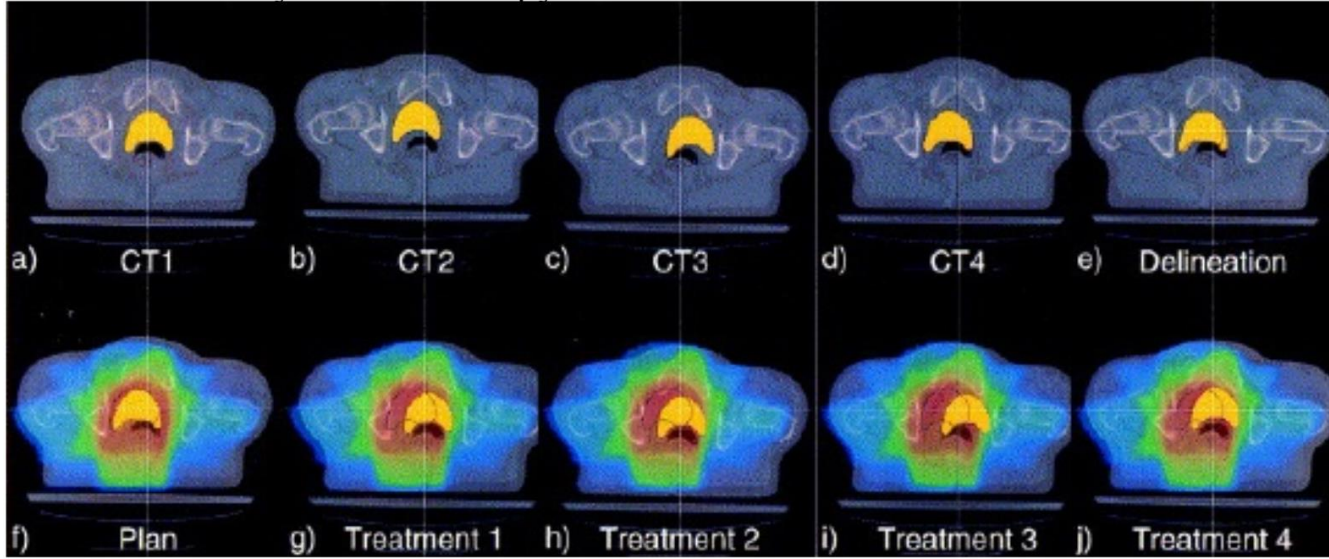 a) CT1 b) CT2 c) CT3 d) CT4 e) Delineation
f) Plan g) Treatment 1 h) Treatment 2 i) Treatment 3 j) Treatment 4